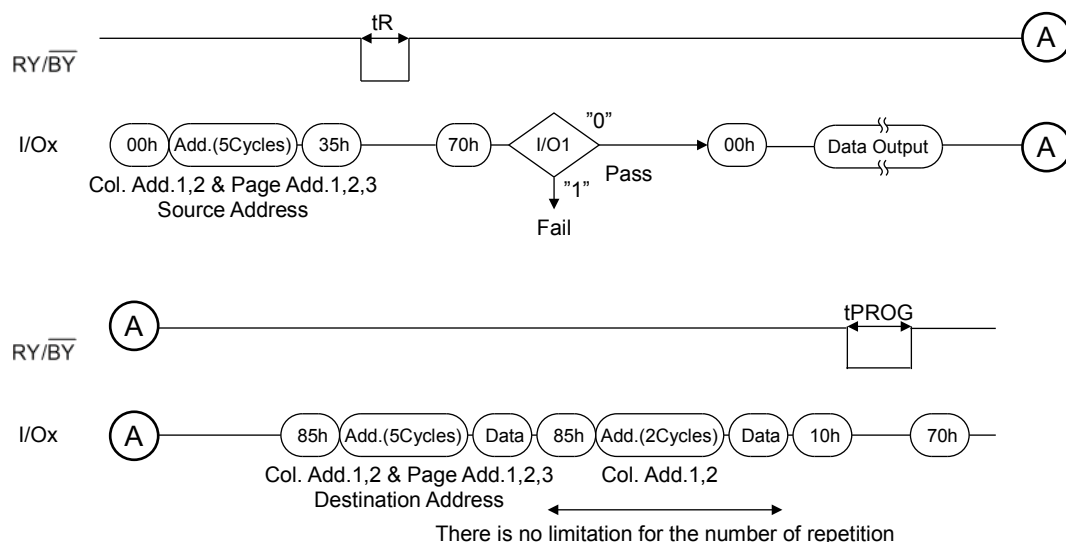 tR
RY/BY
A
I/Ox
00h Add.(5Cycles) 35h 70h I/O1 "0" Pass 00h Data Output A
"1"
Fail
Col. Add.1,2 & Page Add.1,2,3
Source Address
A
tPROG
RY/BY
I/Ox
A 85h Add.(5Cycles) Data 85h Add.(2Cycles) Data 10h 70h
Col. Add.1,2 & Page Add.1,2,3 Col. Add.1,2
Destination Address
There is no limitation for the number of repetition